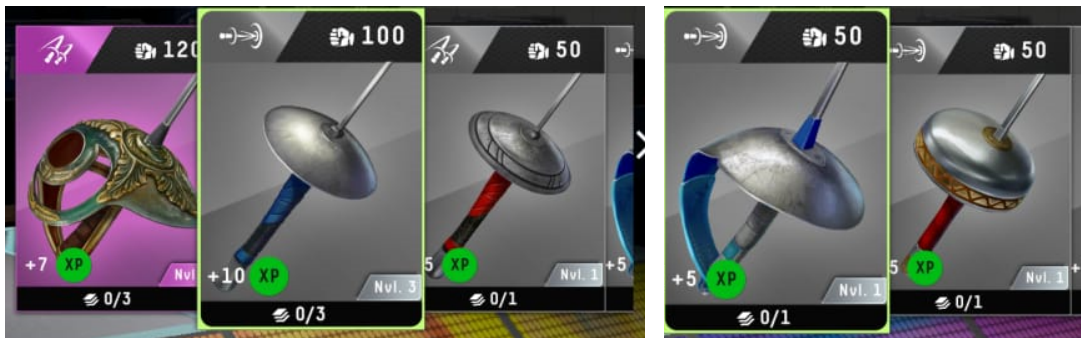 120
100
50
+7 XP
Nvl
0/3
+10 XP
Nvl. 3
0/3
5 XP
Nvl. 1
0/1
+5
50
50
+5 XP
Nvl. 1
0/1
5 XP
Nvl. 1
0/1
+